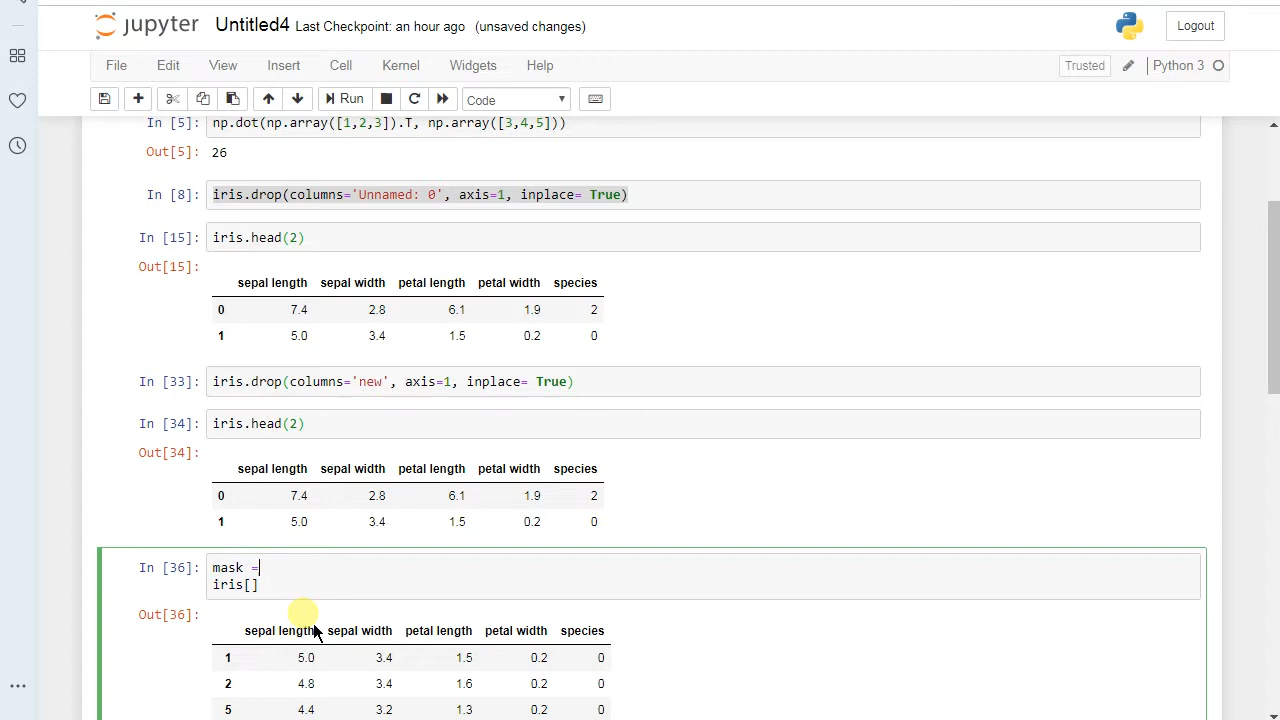 jupyter Untitled4 Last Checkpoint: an hour ago (unsaved changes) Logout
File Edit View Insert Cell Kernel Widgets Help Trusted Python 3
Run Code
In [5]: np.dot(np.array([1,2,3]).T, np.array([3,4,5]))
Out[5]: 26
In [8]: iris.drop(columns='Unnamed: 0', axis=1, inplace= True)
In [15]: iris.head(2)
Out[15]:
sepal length sepal width petal length petal width species
0 7.4 2.8 6.1 1.9 2
1 5.0 3.4 1.5 0.2 0
In [33]: iris.drop(columns='new', axis=1, inplace= True)
In [34]: iris.head(2)
Out[34]:
sepal length sepal width petal length petal width species
0 7.4 2.8 6.1 1.9 2
1 5.0 3.4 1.5 0.2 0
In [36]: mask =
iris[]
Out[36]:
sepal length sepal width petal length petal width species
1 5.0 3.4 1.5 0.2 0
2 4.8 3.4 1.6 0.2 0
5 4.4 3.2 1.3 0.2 0